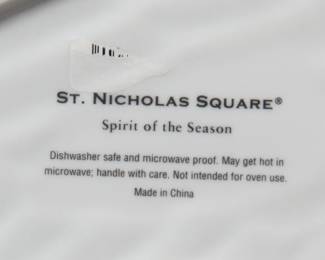 ST. NICHOLAS SQUARE®
Spirit of the Season
Dishwasher safe and microwave proof. May get hot in
microwave; handle with care. Not intended for oven use.
Made in China